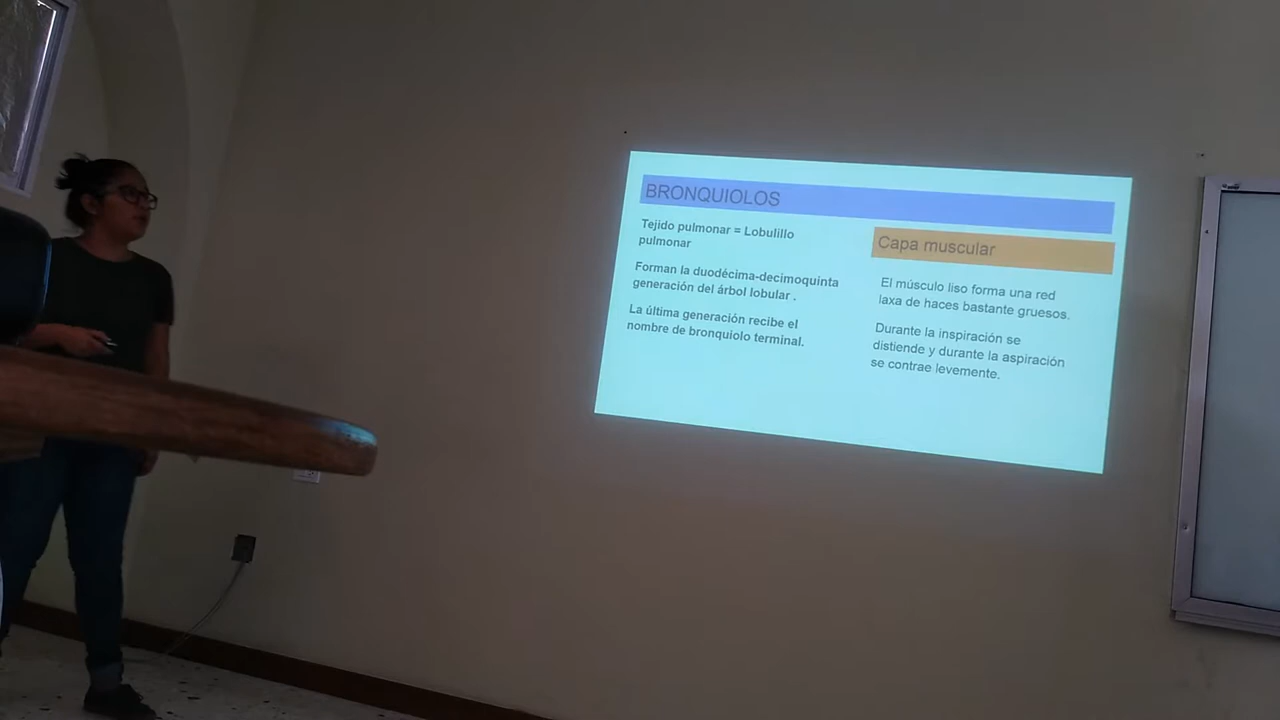 BRONQUIOLOS
Tejido pulmonar = Lobulillo
pulmonar
Forman la duodécima-decimoquinta
generación del árbol lobular .
La última generación recibe el
nombre de bronquiolo terminal.
Capa muscular
El músculo liso forma una red
laxa de haces bastante gruesos.
Durante la inspiración se
distiende y durante la aspiración
se contrae levemente.